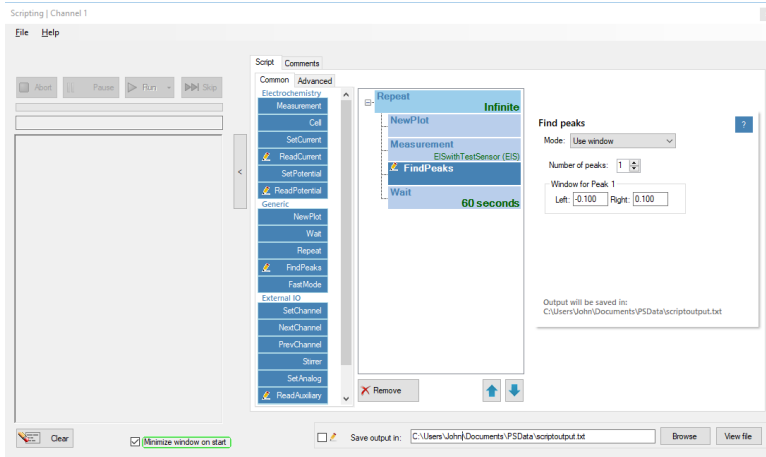 Scripting | Channel 1
File Help
Script Comments
Common Advanced
Abort Pause Run Skip
Electrochemistry
Measurement
Cell
SetCurrent
ReadCurrent
SetPotential
ReadPotential
Generic
NewPlot
Wait
Repeat
FindPeaks
FastMode
External IO
SetChannel
NextChannel
PrevChannel
Stirrer
SetAnalog
ReadAuxiliary
<
Repeat
Infinite
NewPlot
Measurement
EISwithTestSensor (EIS)
FindPeaks
Wait
60 seconds
Remove
Find peaks
?
Mode: Use window
Number of peaks: 1
Window for Peak 1
Left: -0.100 Right: 0.100
Output will be saved in:
C:\Users\John\Documents\PSData\scriptoutput.txt
Clear
Minimize window on start
Save output in: C:\Users\John\Documents\PSData\scriptoutput.txt Browse View file